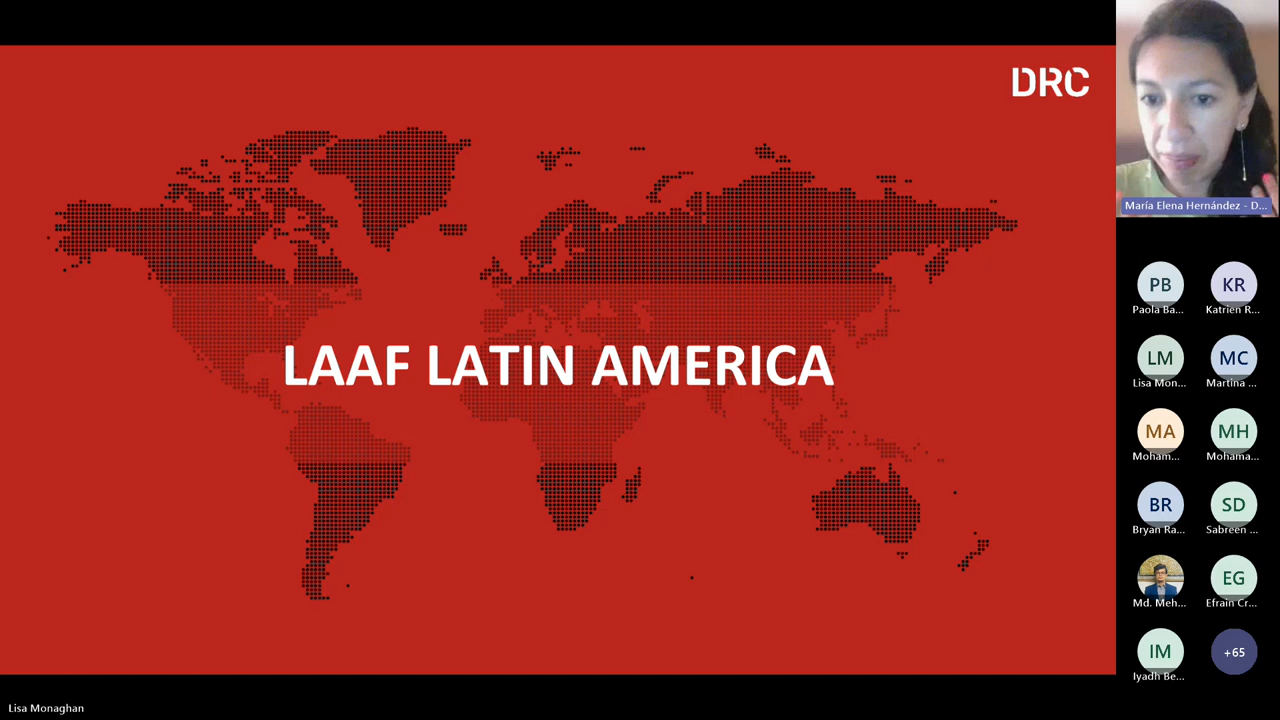 DRC
LAAF LATIN AMERICA
María Elena Hernández - D...
PB
KR
Paola Ba...
Katrien R...
LM
MC
Lisa Mon...
Martina ...
MA
MH
Moham...
Mohama...
BR
SD
Bryan Ra...
Sabreen ...
EG
Md. Meh...
Efrain Cr...
IM
+65
Iyadh Be...
Lisa Monaghan